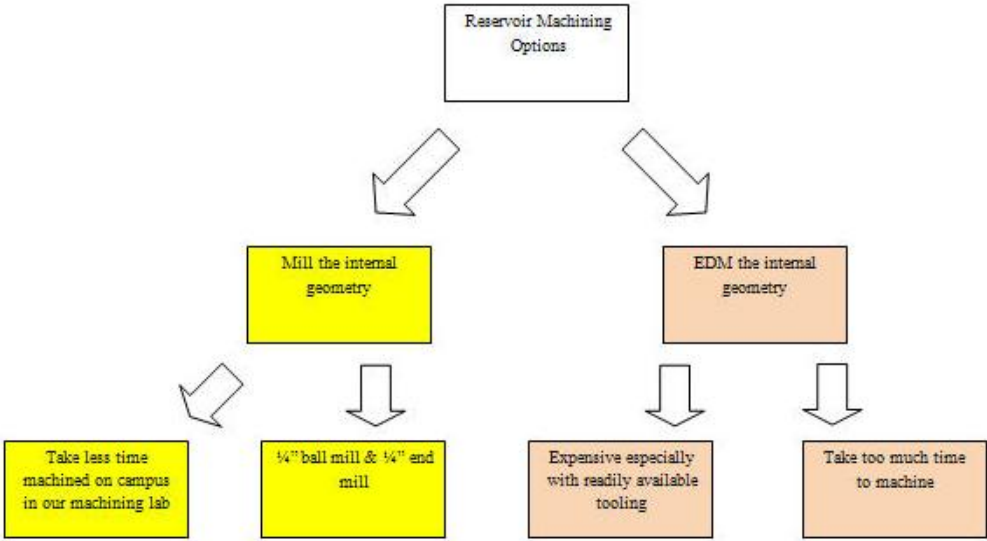 Reservoir Machining
Options
Mill the internal
geometry
EDM the internal
geometry
Take less time
machined on campus
in our machining lab
¼” ball mill & ¼” end
mill
Expensive especially
with readily available
tooling
Take too much time
to machine